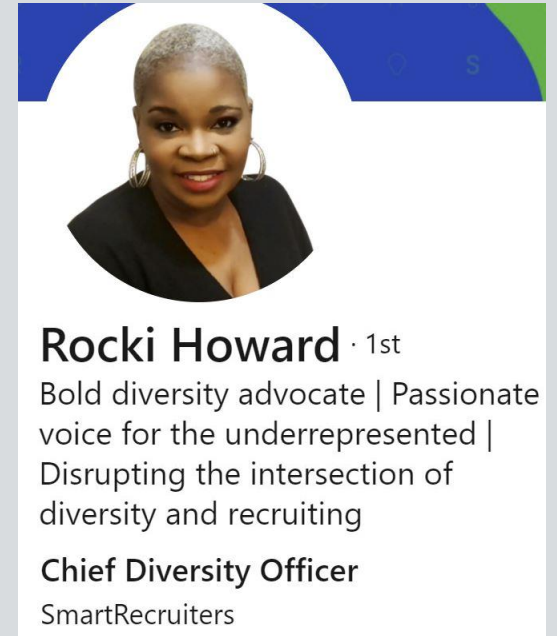 S
Rocki Howard · 1st
Bold diversity advocate | Passionate
voice for the underrepresented |
Disrupting the intersection of
diversity and recruiting
Chief Diversity Officer
SmartRecruiters